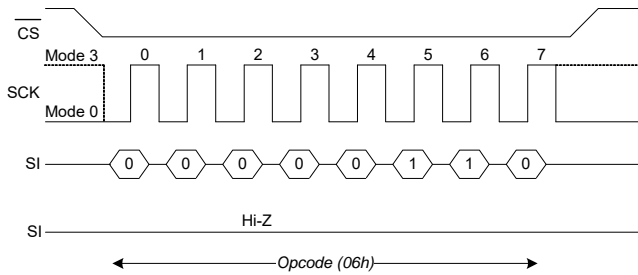 CS
Mode 3 0 1 2 3 4 5 6 7
SCK
Mode 0
SI 0 0 0 0 0 1 1 0
Hi-Z
SI
Opcode (06h)